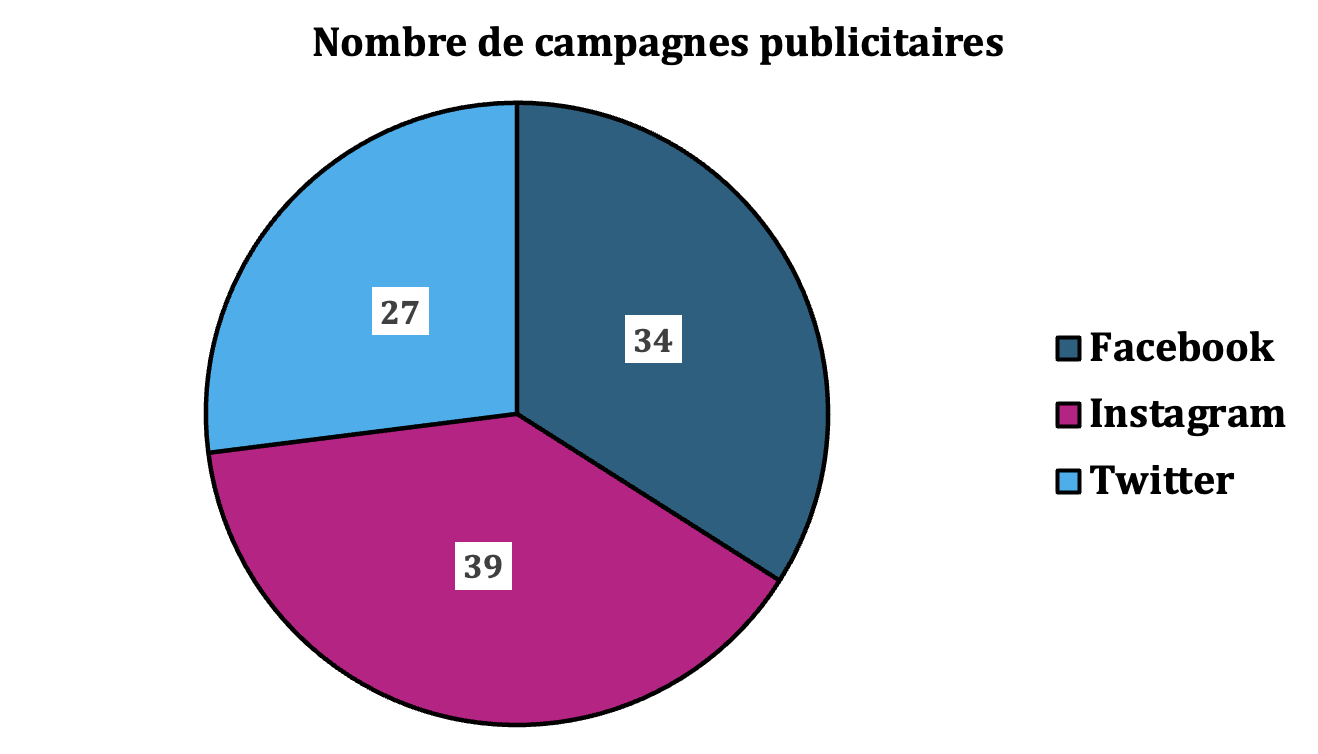 Nombre de campagnes publicitaires
27
34
39
Facebook
Instagram
Twitter